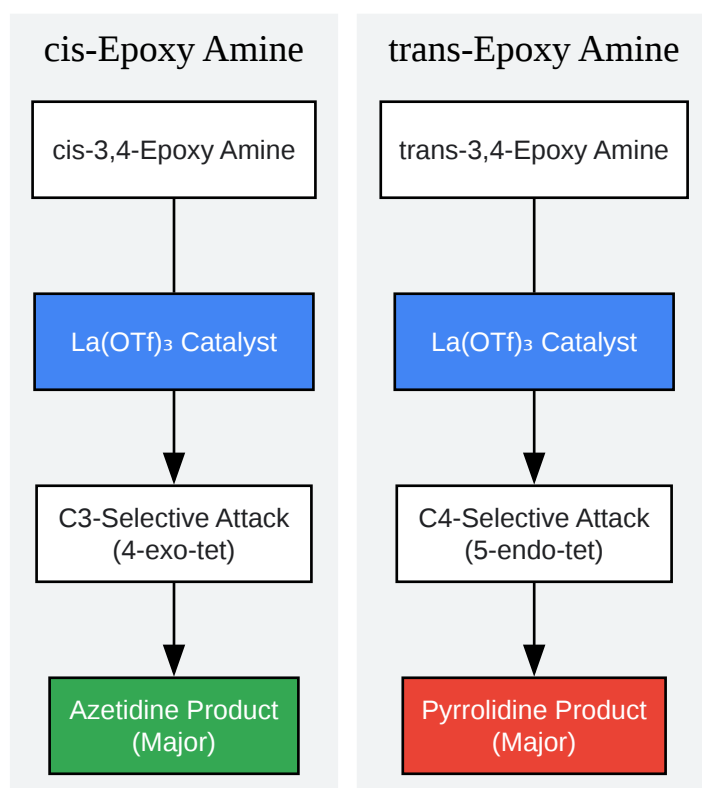 cis-Epoxy Amine
cis-3,4-Epoxy Amine
La(OTf)₃ Catalyst
C3-Selective Attack
(4-exo-tet)
Azetidine Product
(Major)
trans-Epoxy Amine
trans-3,4-Epoxy Amine
La(OTf)₃ Catalyst
C4-Selective Attack
(5-endo-tet)
Pyrrolidine Product
(Major)